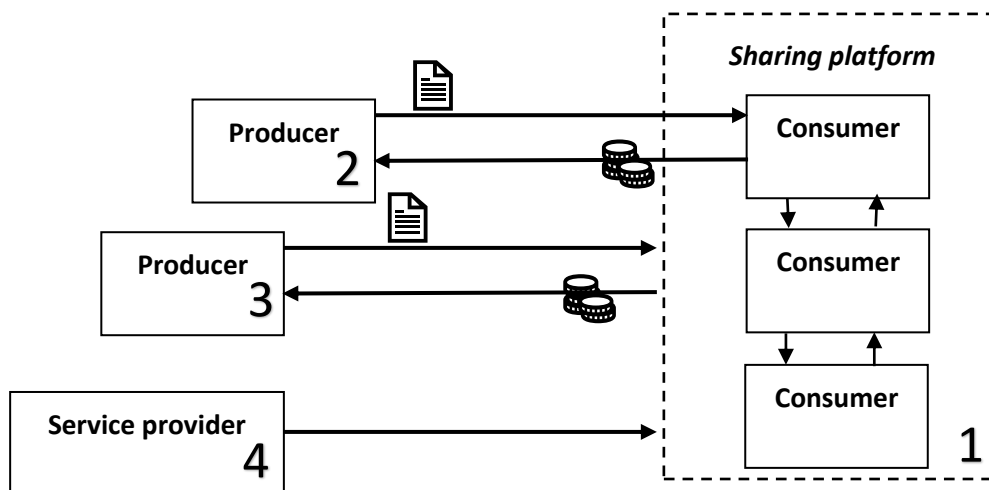 Sharing platform
Producer
2
Consumer
Producer
3
Consumer
Service provider
4
Consumer
1